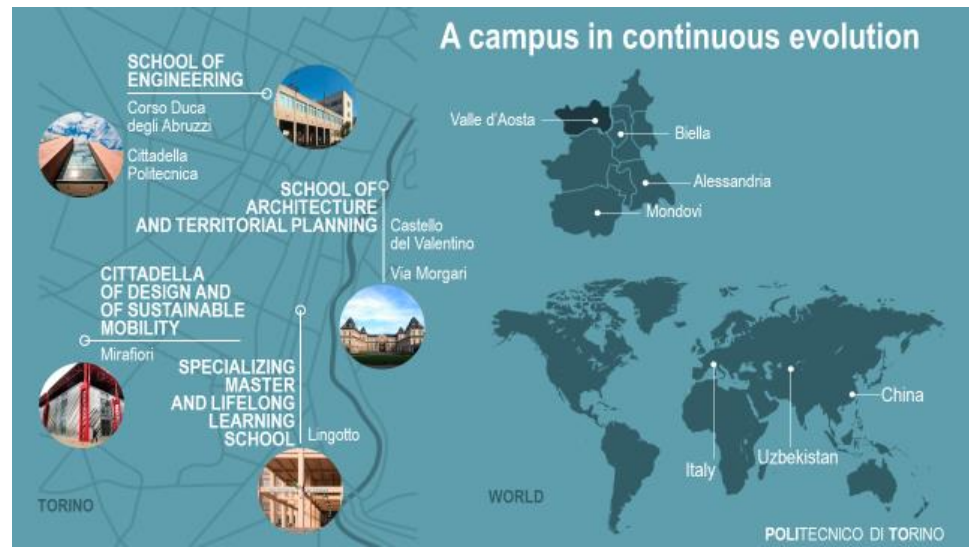 A campus in continuous evolution
SCHOOL OF
ENGINEERING
Corso Duca
degli Abruzzi
Cittadella
Politecnica
SCHOOL OF
ARCHITECTURE
AND TERRITORIAL PLANNING
Castello
del Valentino
Via Morgari
CITTADELLA
OF DESIGN AND
OF SUSTAINABLE
MOBILITY
Mirafiori
SPECIALIZING
MASTER
AND LIFELONG
LEARNING
SCHOOL
Lingotto
TORINO
Valle d'Aosta
Biella
Alessandria
Mondovì
China
Uzbekistan
Italy
WORLD
POLITECNICO DI TORINO